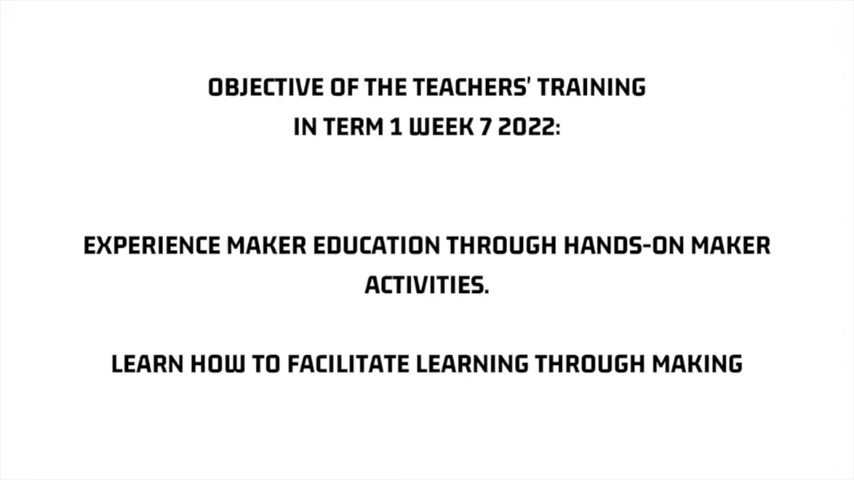 OBJECTIVE OF THE TEACHERS' TRAINING
IN TERM 1 WEEK 7 2022:
EXPERIENCE MAKER EDUCATION THROUGH HANDS-ON MAKER
ACTIVITIES.
LEARN HOW TO FACILITATE LEARNING THROUGH MAKING